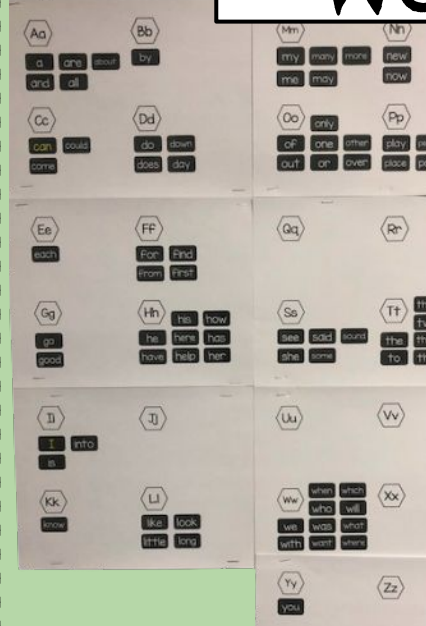 Aa
a are about
and all
Bb
by
Cc
can could
come
Dd
do down
does day
Ee
each
Ff
for find
from first
Gg
go
good
Hh
his how
he here has
have help her
Ii
I into
is
Jj
Kk
know
Ll
like look
little long
Mm
my many more
me may
Nn
new
now
Oo
only
of one other
out or over
Pp
play
place
Qq
Rr
Ss
see said sound
she some
Tt
the
to
Uu
Vv
Ww
when which
who will
we was what
with want where
Xx
Yy
you
Zz